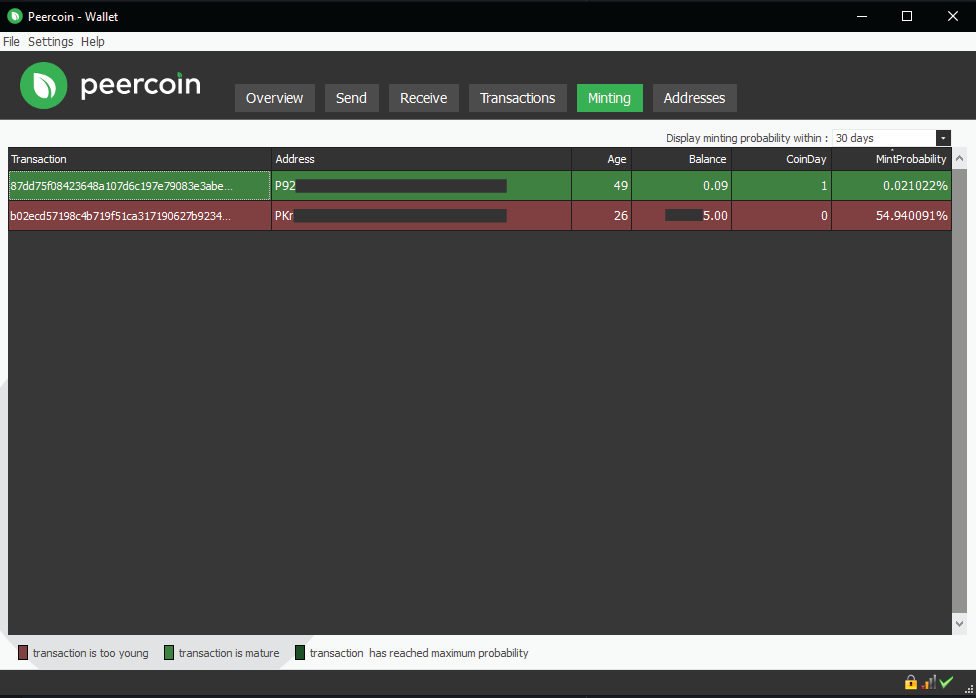 Peercoin - Wallet
File Settings Help
peercoin
Overview Send Receive Transactions Minting Addresses
Display minting probability within : 30 days
Transaction Address Age Balance CoinDay MintProbability
87dd75f08423648a107d6c197e79083e3abe... P92 49 0.09 1 0.021022%
b02ecd57198c4b719f51ca317190627b9234... PKr 26 5.00 0 54.940091%
transaction is too young transaction is mature transaction has reached maximum probability